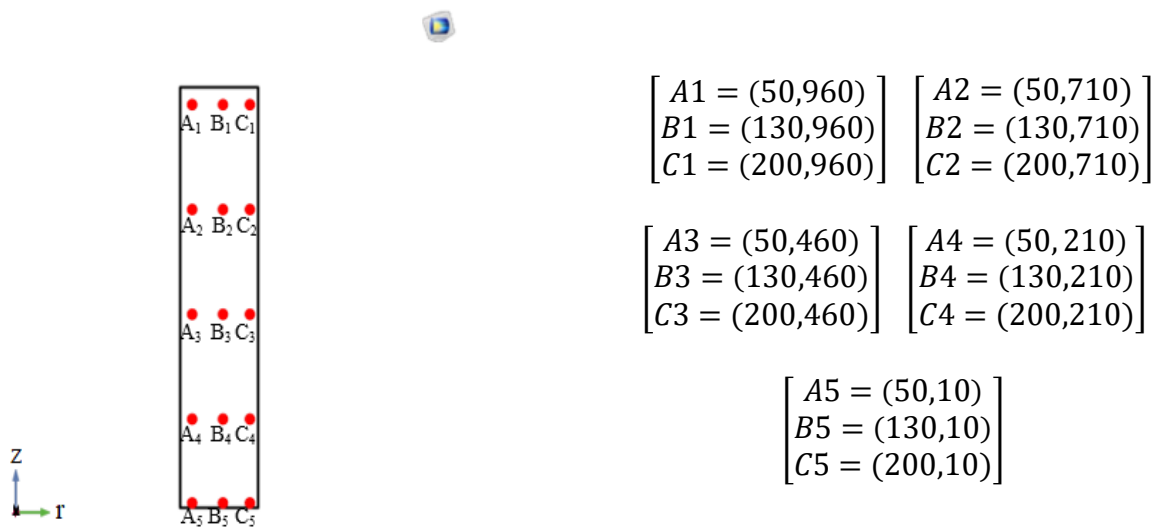 A₁ B₁ C₁
A₂ B₂ C₂
A₃ B₃ C₃
A₄ B₄ C₄
A₅ B₅ C₅
z
r
A1 = (50,960)
B1 = (130,960)
C1 = (200,960)
A2 = (50,710)
B2 = (130,710)
C2 = (200,710)
A3 = (50,460)
B3 = (130,460)
C3 = (200,460)
A4 = (50, 210)
B4 = (130,210)
C4 = (200,210)
A5 = (50,10)
B5 = (130,10)
C5 = (200,10)